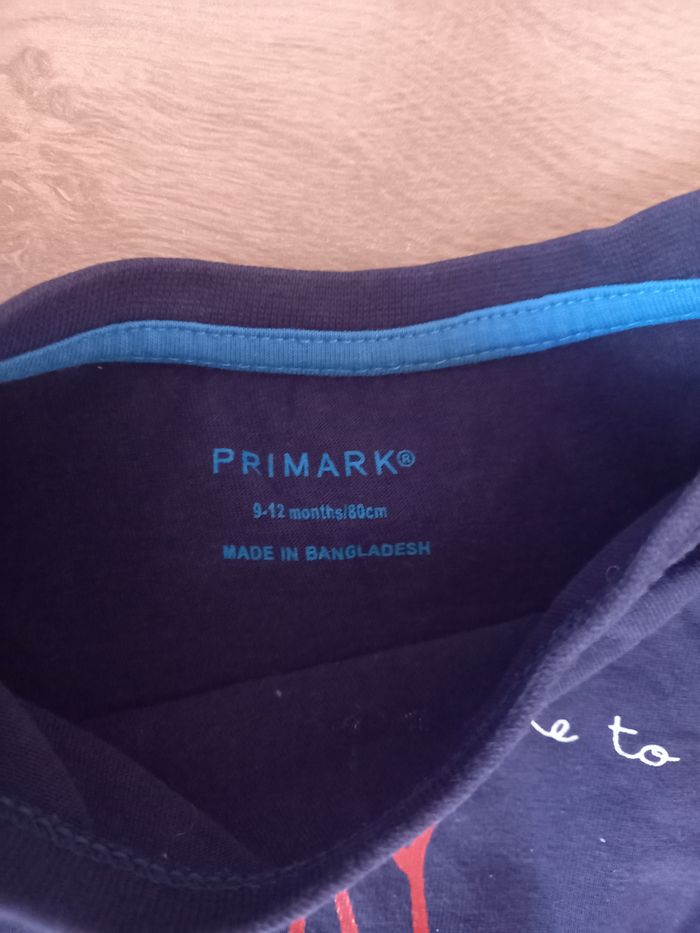 PRIMARK®
9-12 months/80cm
MADE IN BANGLADESH
to